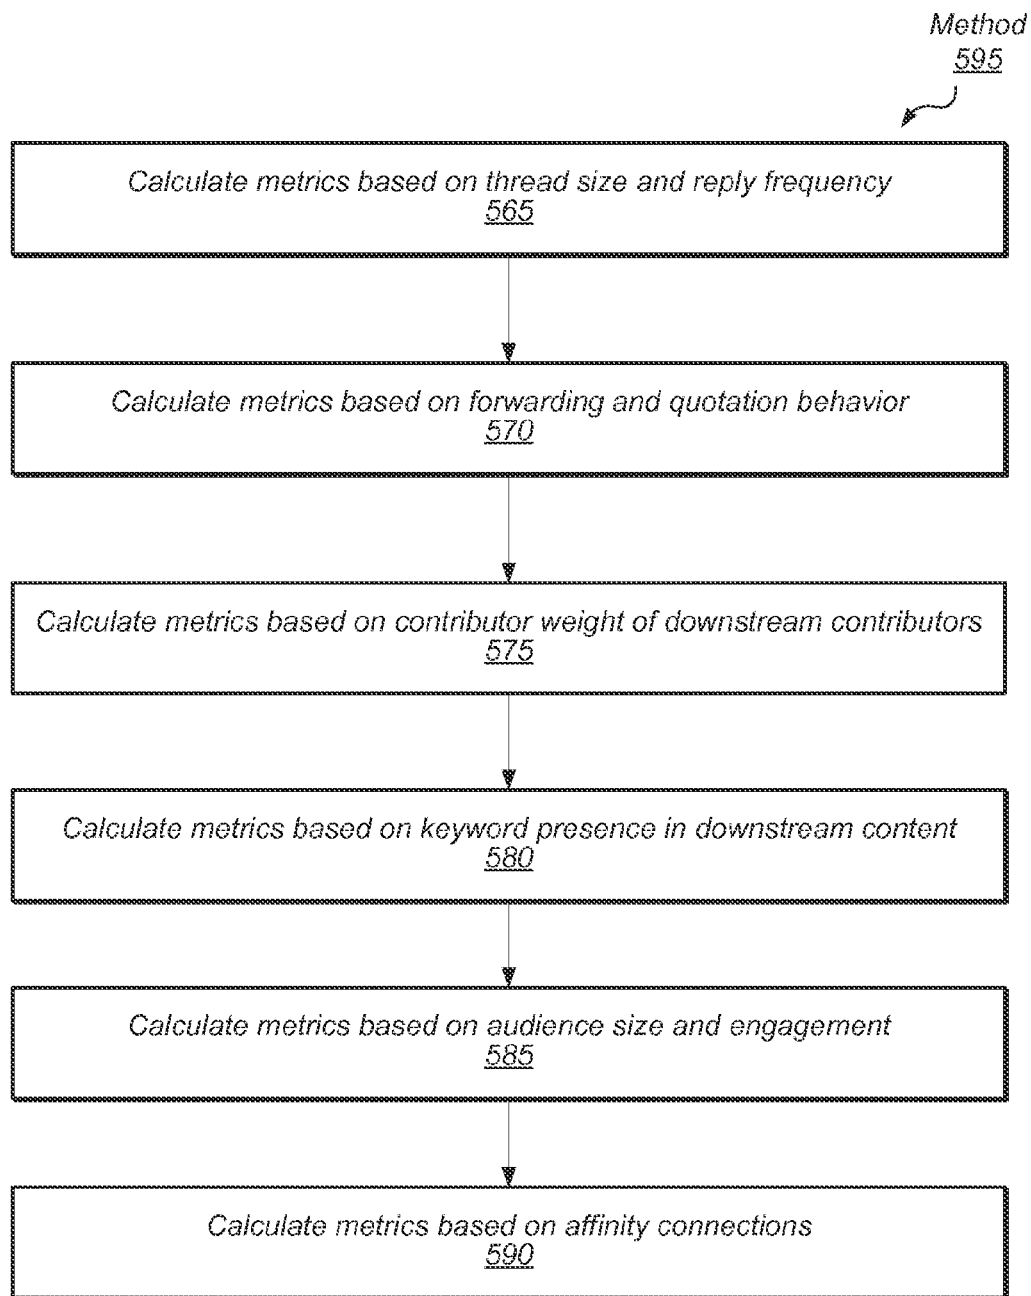 Method
595
Calculate metrics based on thread size and reply frequency
565
Calculate metrics based on forwarding and quotation behavior
570
Calculate metrics based on contributor weight of downstream contributors
575
Calculate metrics based on keyword presence in downstream content
580
Calculate metrics based on audience size and engagement
585
Calculate metrics based on affinity connections
590